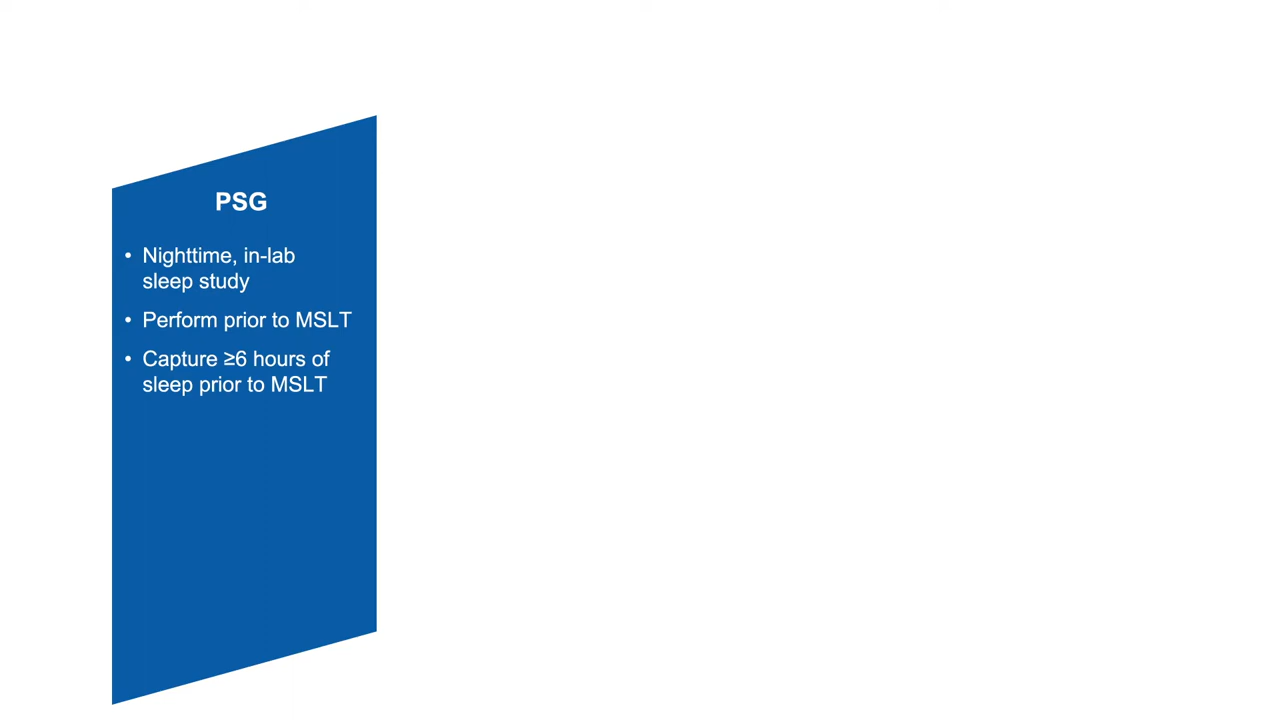 PSG
• Nighttime, in-lab
sleep study
• Perform prior to MSLT
• Capture ≥6 hours of
sleep prior to MSLT